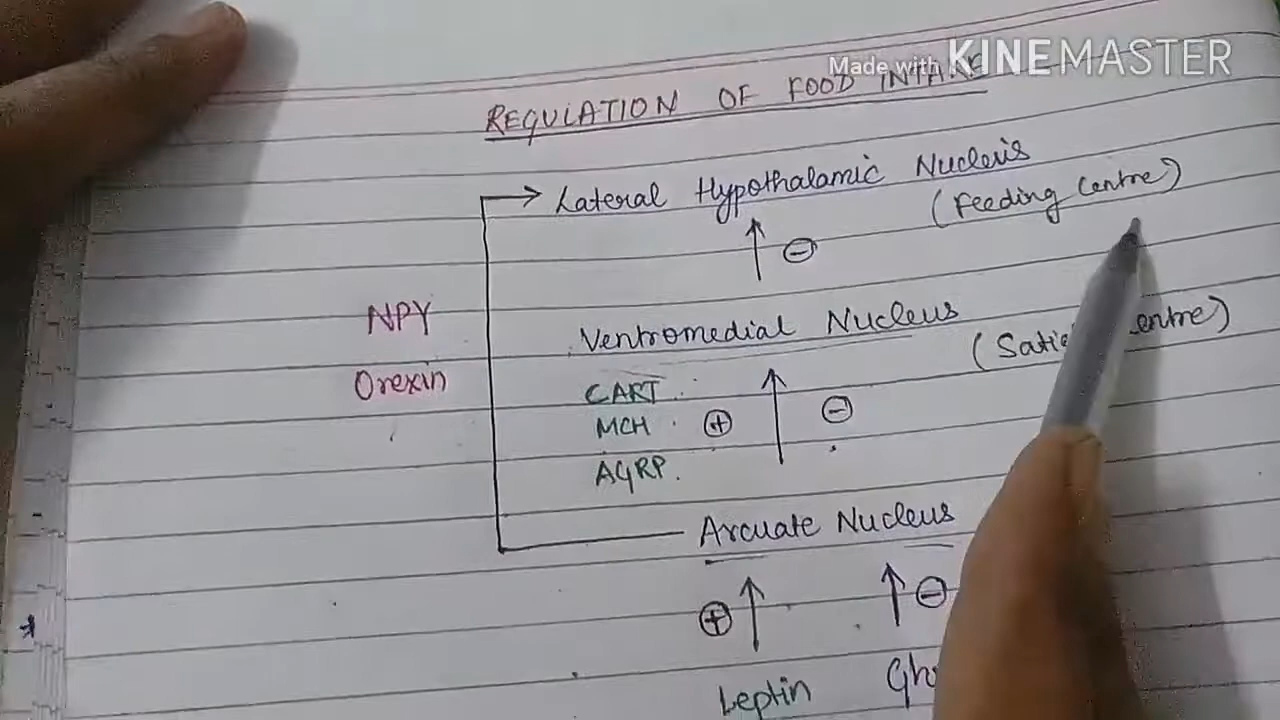 Made with KINEMASTER
REGULATION OF FOOD INTAKE
Lateral Hypothalamic Nucleus
(Feeding Centre)
⊖
NPY
Ventromedial Nucleus
Orexin
CART
MCH ⊕ ⊖
AGRP.
Arcuate Nucleus
⊕ ⊖
Leptin